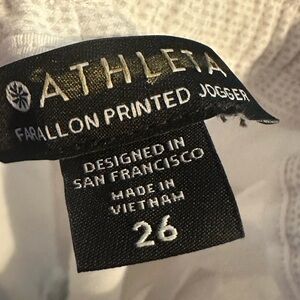 ATHLETA
FARALLON PRINTED JOGGER
DESIGNED IN
SAN FRANCISCO
MADE IN
VIETNAM
26